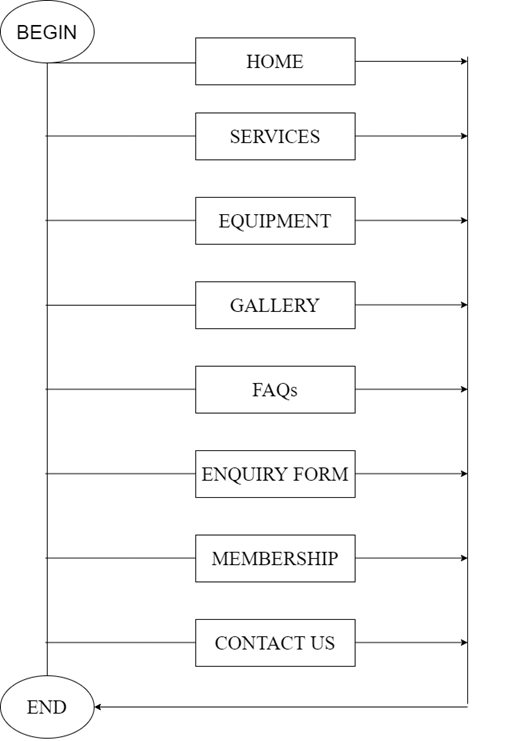 BEGIN
HOME
SERVICES
EQUIPMENT
GALLERY
FAQs
ENQUIRY FORM
MEMBERSHIP
CONTACT US
END